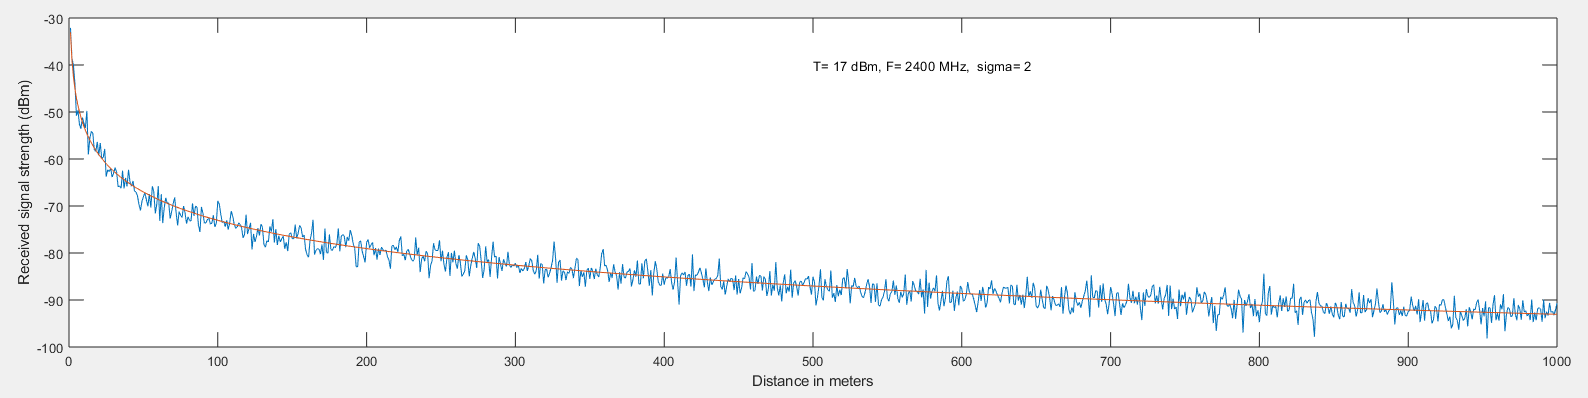 -30
T= 17 dBm, F= 2400 MHz,  sigma= 2
-40
-50
-60
-70
-80
-90
-100
Received signal strength (dBm)
0 100 200 300 400 500 600 700 800 900 1000
Distance in meters